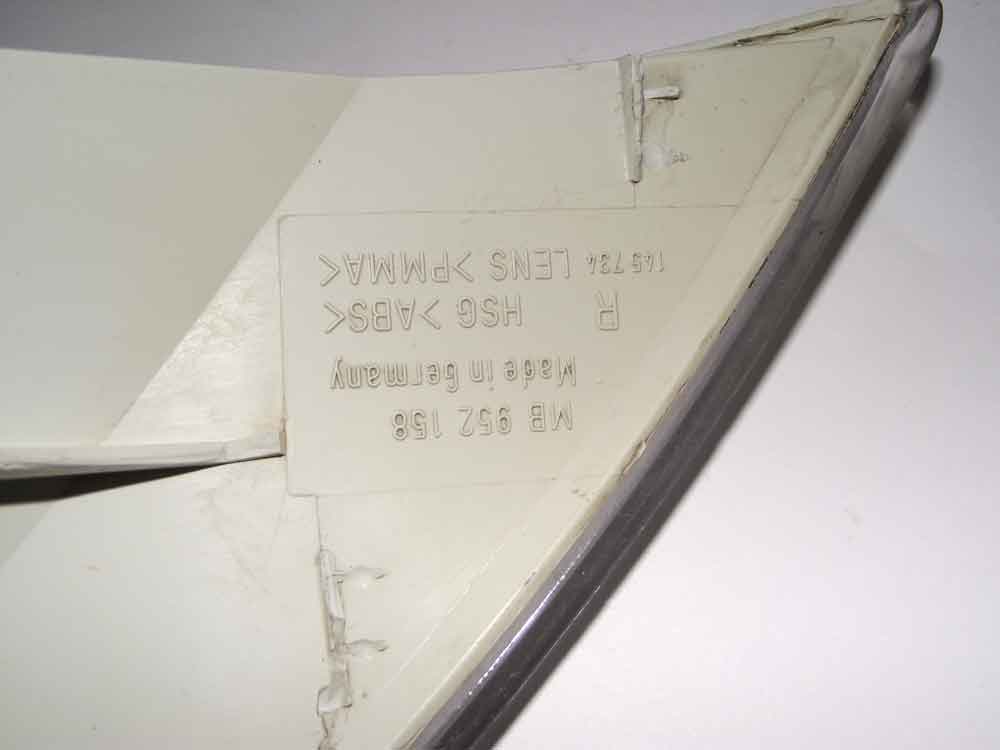 MB 952 158
Made in Germany
R HSG >ABS<
145 734 LENS >PMMA<